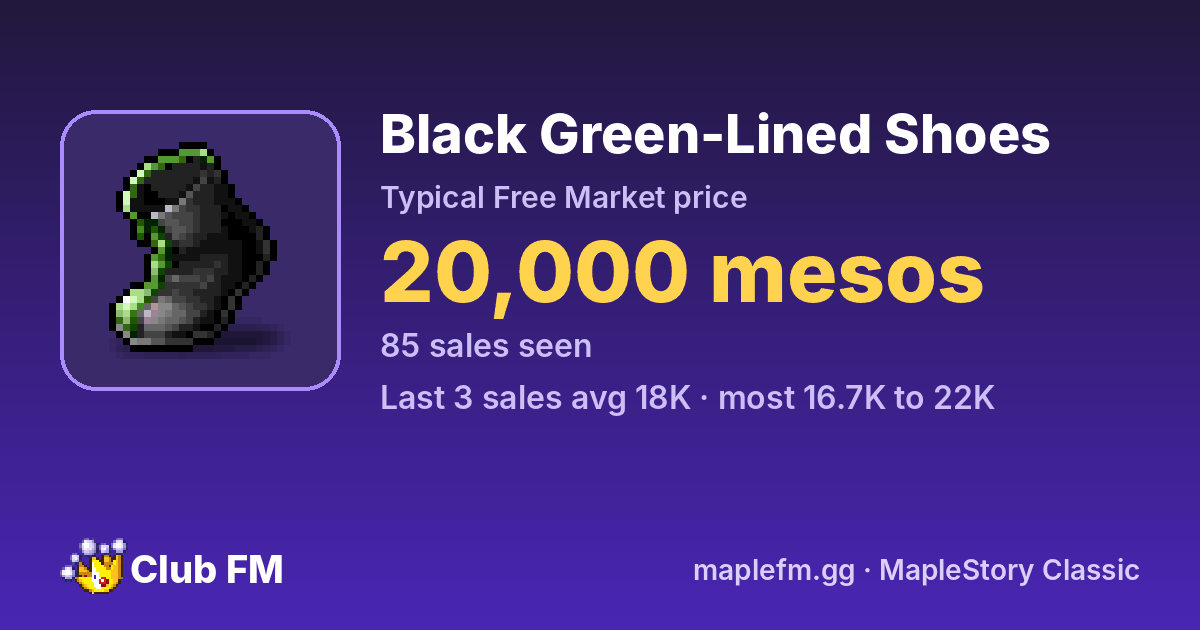 Black Green-Lined Shoes
Typical Free Market price
20,000 mesos
85 sales seen
Last 3 sales avg 18K · most 16.7K to 22K
Club FM
maplefm.gg · MapleStory Classic